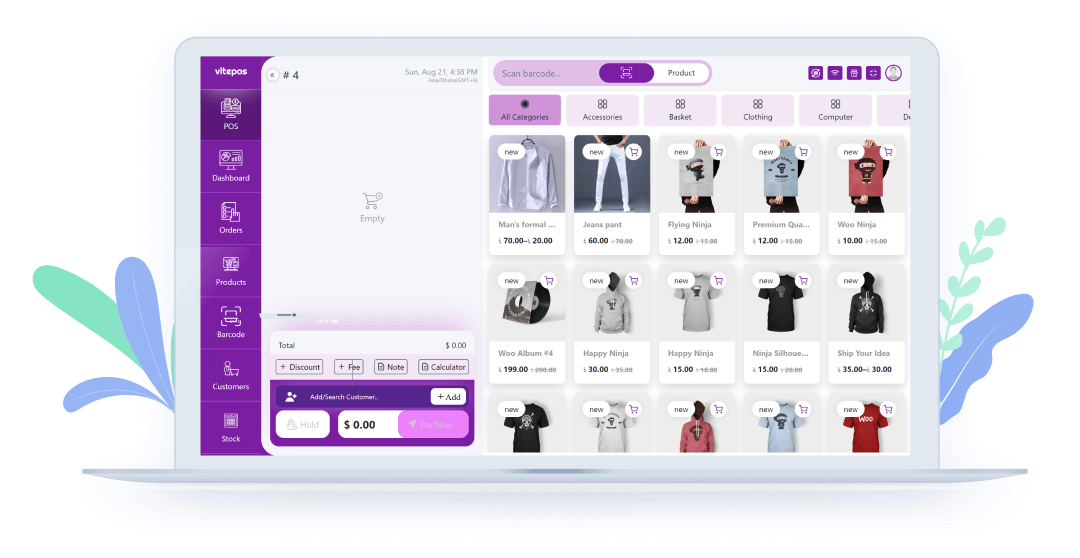 vitepos
POS
Dashboard
Orders
Products
Barcode
Customers
Stock
« # 4
Sun, Aug 21, 4:38 PM
Asia/Dhaka(GMT+6)
Empty
Total $ 0.00
+ Discount + Fee Note Calculator
Add/Search Customer.. + Add
Hold $ 0.00 Pay Now
Scan barcode... Product
All Categories Accessories Basket Clothing Computer De
new new new new new
Man's formal ... Jeans pant Flying Ninja Premium Qua... Woo Ninja
৳ 70.00–৳ 20.00 ৳ 60.00 ৳ 70.00 ৳ 12.00 ৳ 15.00 ৳ 12.00 ৳ 15.00 ৳ 10.00 ৳ 15.00
new new new new new
Woo Album #4 Happy Ninja Happy Ninja Ninja Silhoue... Ship Your Idea
৳ 199.00 ৳ 200.00 ৳ 30.00 ৳ 35.00 ৳ 15.00 ৳ 18.00 ৳ 15.00 ৳ 20.00 ৳ 35.00–৳ 30.00
new new new new new
WOO